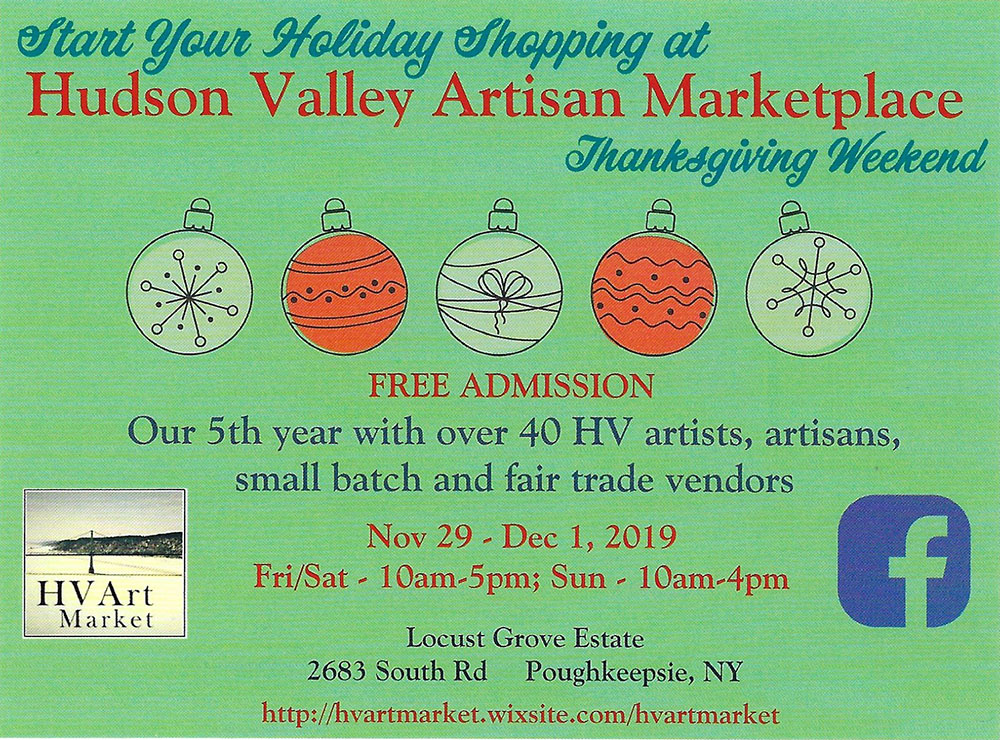 Start Your Holiday Shopping at
Hudson Valley Artisan Marketplace
Thanksgiving Weekend
FREE ADMISSION
Our 5th year with over 40 HV artists, artisans,
small batch and fair trade vendors
Nov 29 - Dec 1, 2019
Fri/Sat - 10am-5pm; Sun - 10am-4pm
HVArt
Market
f
Locust Grove Estate
2683 South Rd Poughkeepsie, NY
http://hvartmarket.wixsite.com/hvartmarket